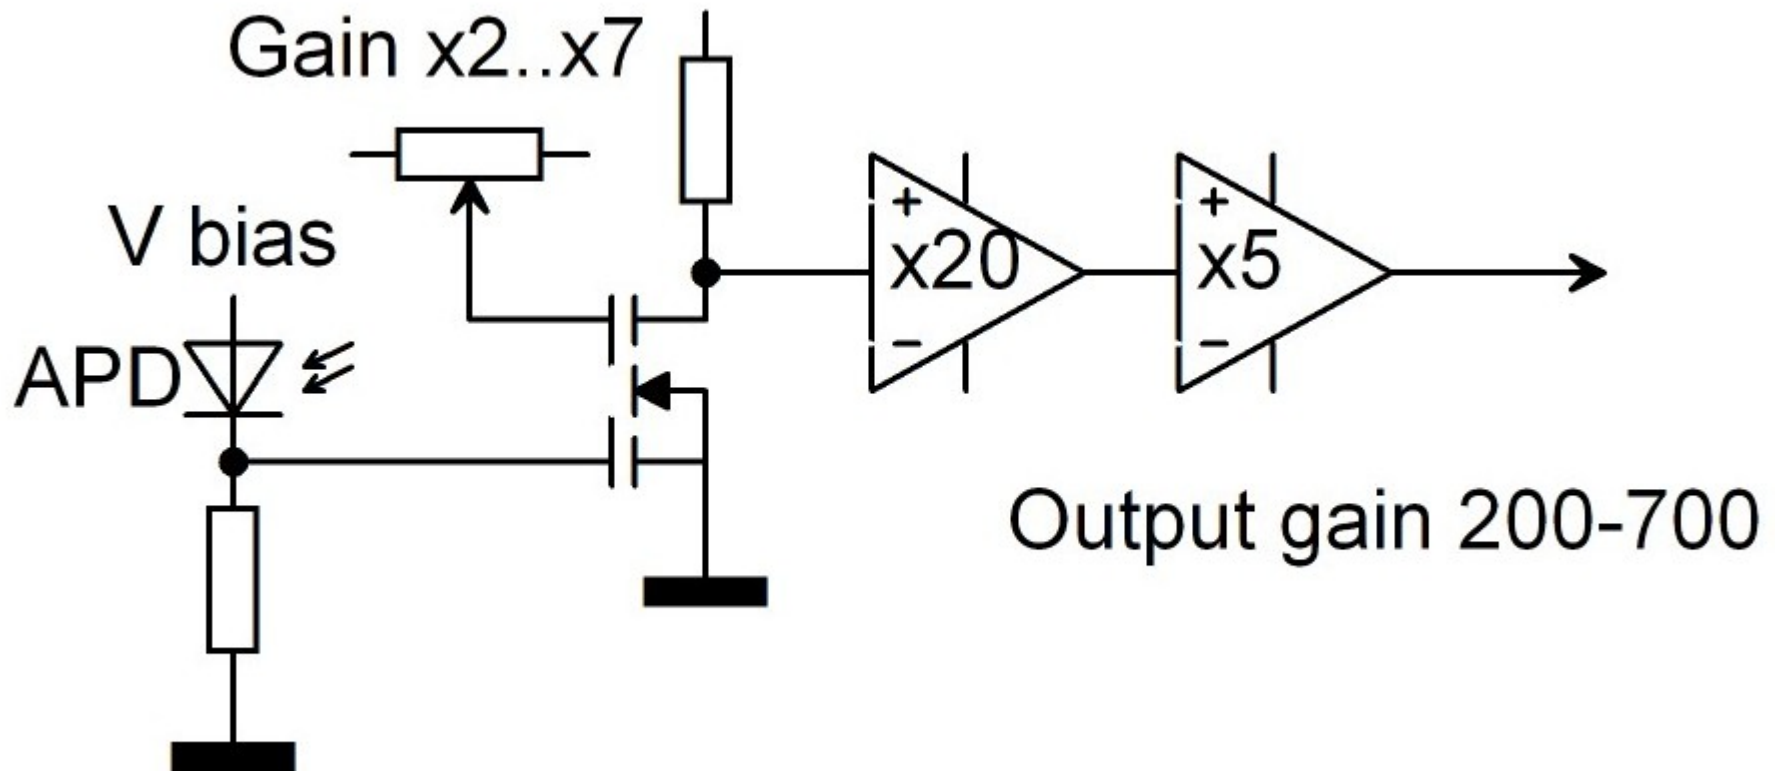 Gain x2..x7
V bias
APD
+
x20
-
+
x5
-
Output gain 200-700